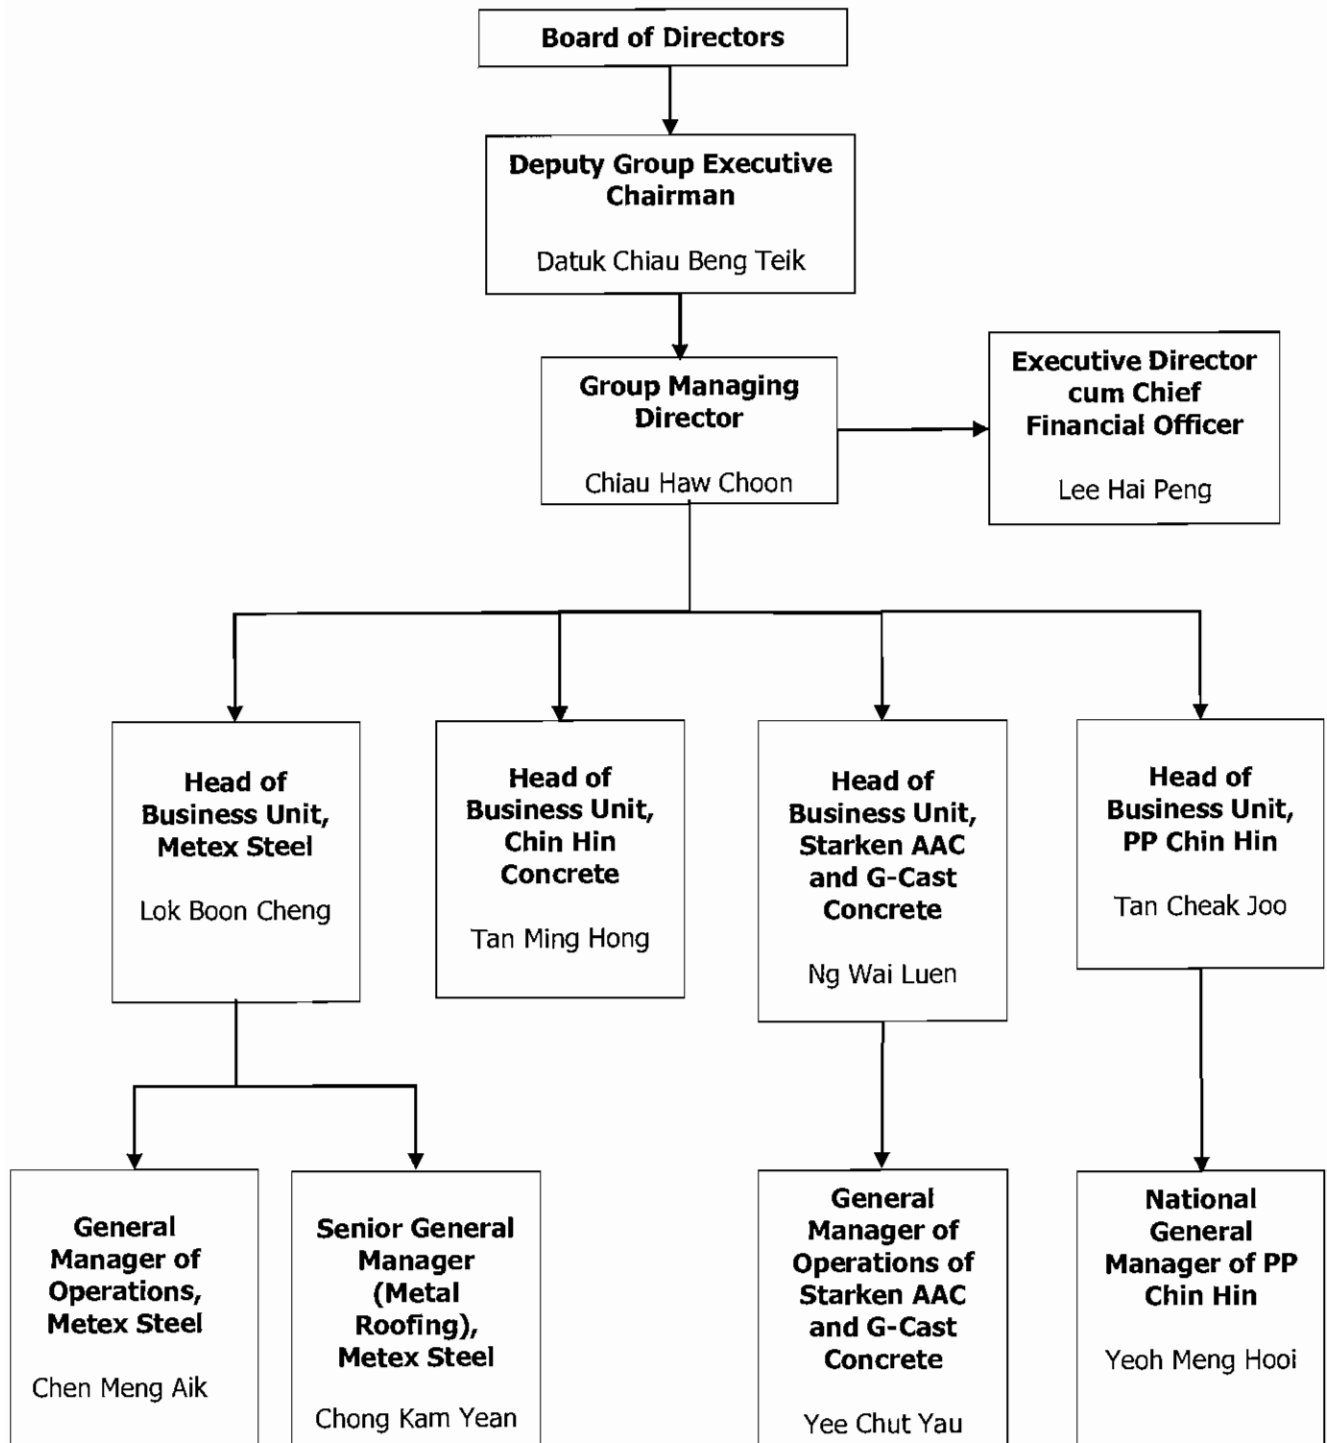 Board of Directors
Deputy Group Executive
Chairman
Datuk Chiau Beng Teik
Group Managing
Director
Chiau Haw Choon
Executive Director
cum Chief
Financial Officer
Lee Hai Peng
Head of
Business Unit,
Metex Steel
Lok Boon Cheng
Head of
Business Unit,
Chin Hin
Concrete
Tan Ming Hong
Head of
Business Unit,
Starken AAC
and G-Cast
Concrete
Ng Wai Luen
Head of
Business Unit,
PP Chin Hin
Tan Cheak Joo
General
Manager of
Operations,
Metex Steel
Chen Meng Aik
Senior General
Manager
(Metal
Roofing),
Metex Steel
Chong Kam Yean
General
Manager of
Operations of
Starken AAC
and G-Cast
Concrete
Yee Chut Yau
National
General
Manager of PP
Chin Hin
Yeoh Meng Hooi